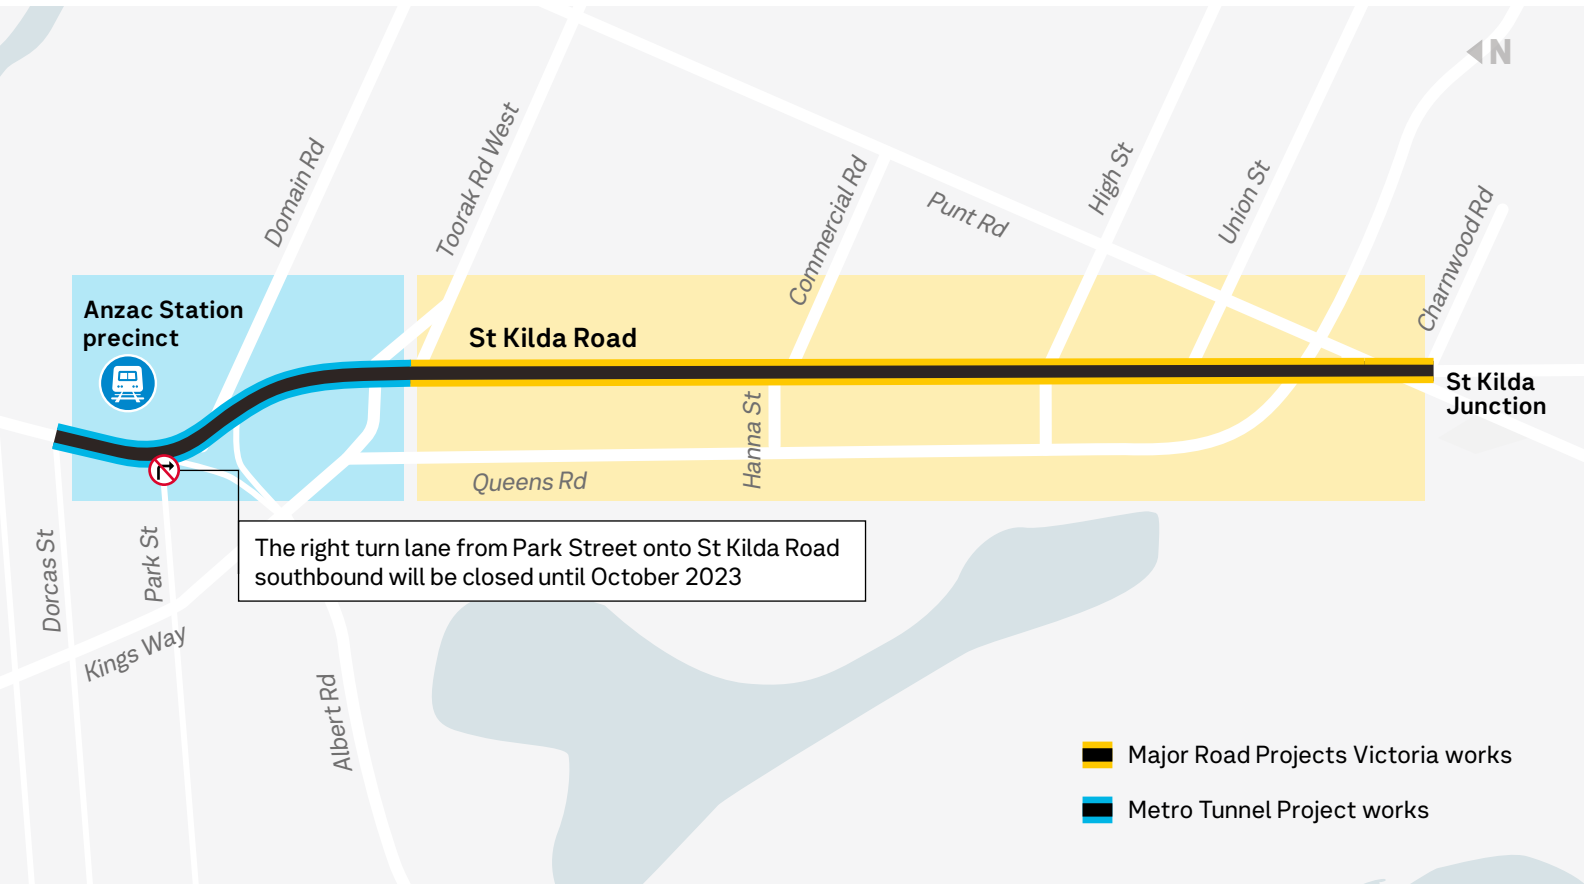 N
Domain Rd
Toorak Rd West
Commercial Rd
Punt Rd
High St
Union St
Charnwood Rd
Anzac Station
precinct
St Kilda Road
St Kilda
Junction
Hanna St
Queens Rd
Dorcas St
Park St
The right turn lane from Park Street onto St Kilda Road
southbound will be closed until October 2023
Kings Way
Albert Rd
Major Road Projects Victoria works
Metro Tunnel Project works